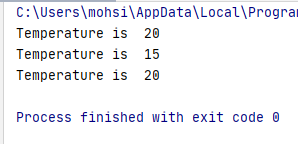 C:\Users\mohsi\AppData\Local\Progra
Temperature is  20
Temperature is  15
Temperature is  20
Process finished with exit code 0